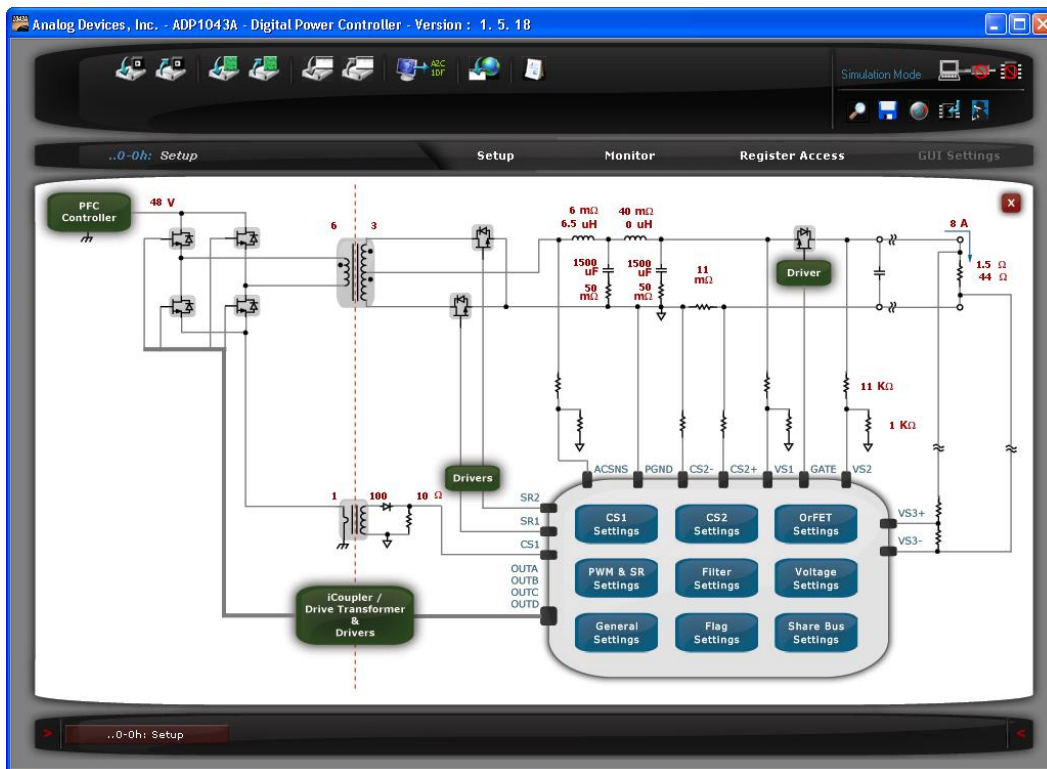 Analog Devices, Inc. - ADP1043A - Digital Power Controller - Version : 1. 5. 18
A2C
1DF
Simulation Mode
..0-0h: Setup
Setup
Monitor
Register Access
GUI Settings
PFC
Controller
48 V
6
3
6 mΩ
6.5 uH
40 mΩ
0 uH
8 A
1500
uF
50
mΩ
1500
uF
50
mΩ
11
mΩ
Driver
1.5 Ω
44 Ω
11 KΩ
1 KΩ
Drivers
1
100
10 Ω
ACSNS
PGND
CS2-
CS2+
VS1
GATE
VS2
SR2
SR1
CS1
OUTA
OUTB
OUTC
OUTD
VS3+
VS3-
CS1
Settings
CS2
Settings
OrFET
Settings
PWM & SR
Settings
Filter
Settings
Voltage
Settings
General
Settings
Flag
Settings
Share Bus
Settings
iCoupler /
Drive Transformer
&
Drivers
..0-0h: Setup